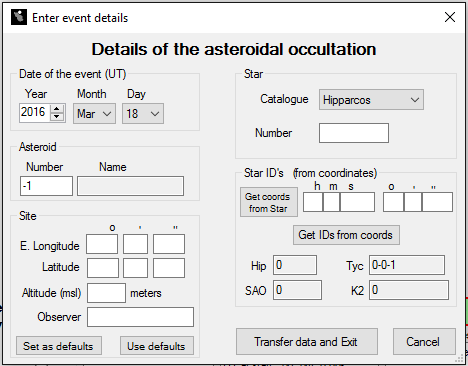 Enter event details
Details of the asteroidal occultation
Date of the event (UT)
Year Month Day
2016 Mar 18
Asteroid
Number Name
-1
Site
o ' "
E. Longitude
Latitude
Altitude (msl) meters
Observer
Set as defaults Use defaults
Star
Catalogue Hipparcos
Number
Star ID's (from coordinates)
h m s o ' "
Get coords
from Star
Get IDs from coords
Hip 0 Tyc 0-0-1
SAO 0 K2 0
Transfer data and Exit Cancel